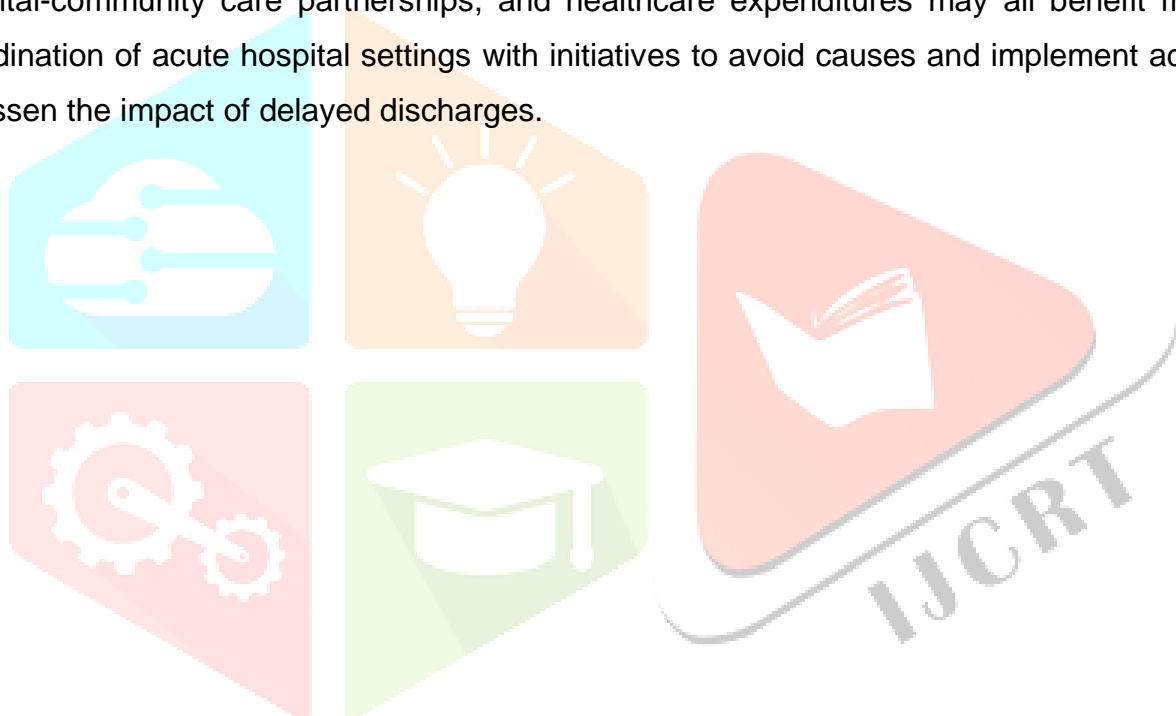 ital-community care partnerships, and healthcare expenditures may all benefit fr
dination of acute hospital settings with initiatives to avoid causes and implement ac
ssen the impact of delayed discharges.
IJCRT